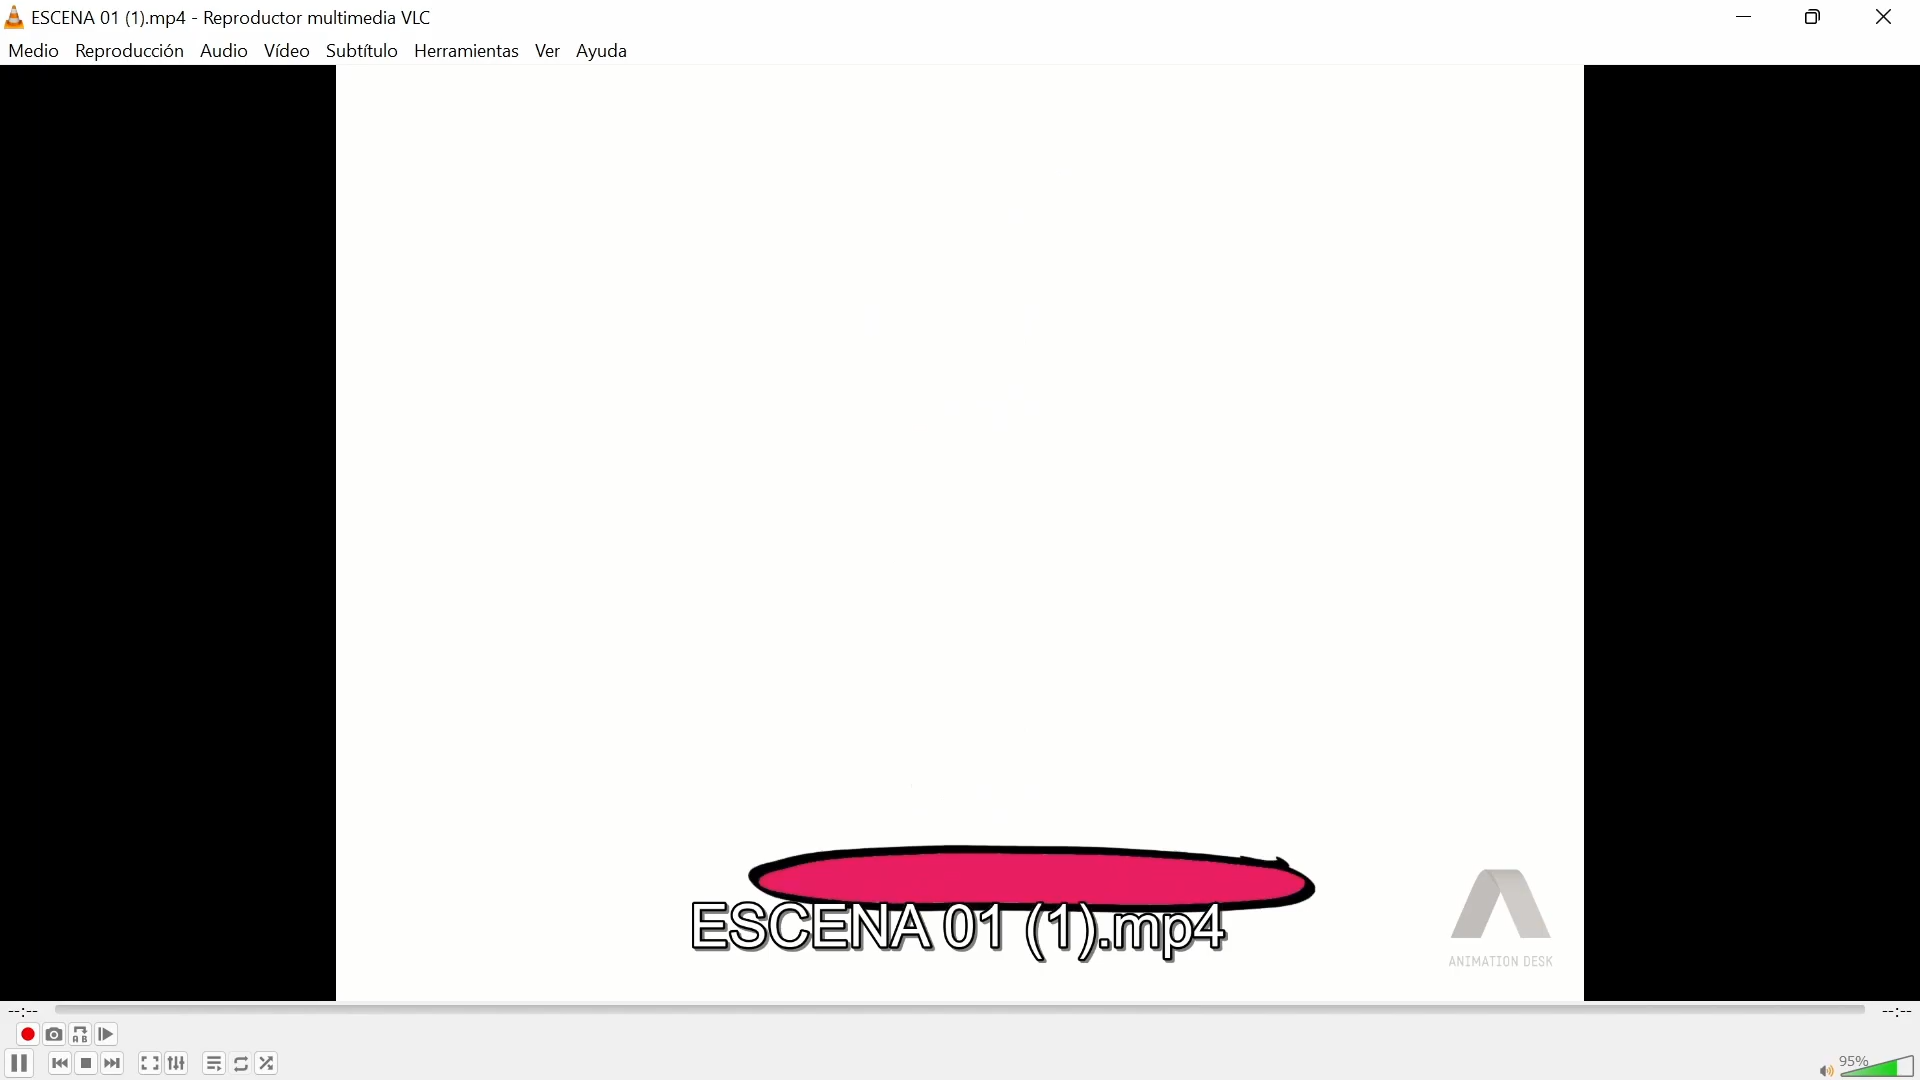 ESCENA 01 (1).mp4 - Reproductor multimedia VLC
Medio Reproducción Audio Vídeo Subtítulo Herramientas Ver Ayuda
ESCENA 01 (1).mp4
ANIMATION DESK
--:-- --:--
A B
95%